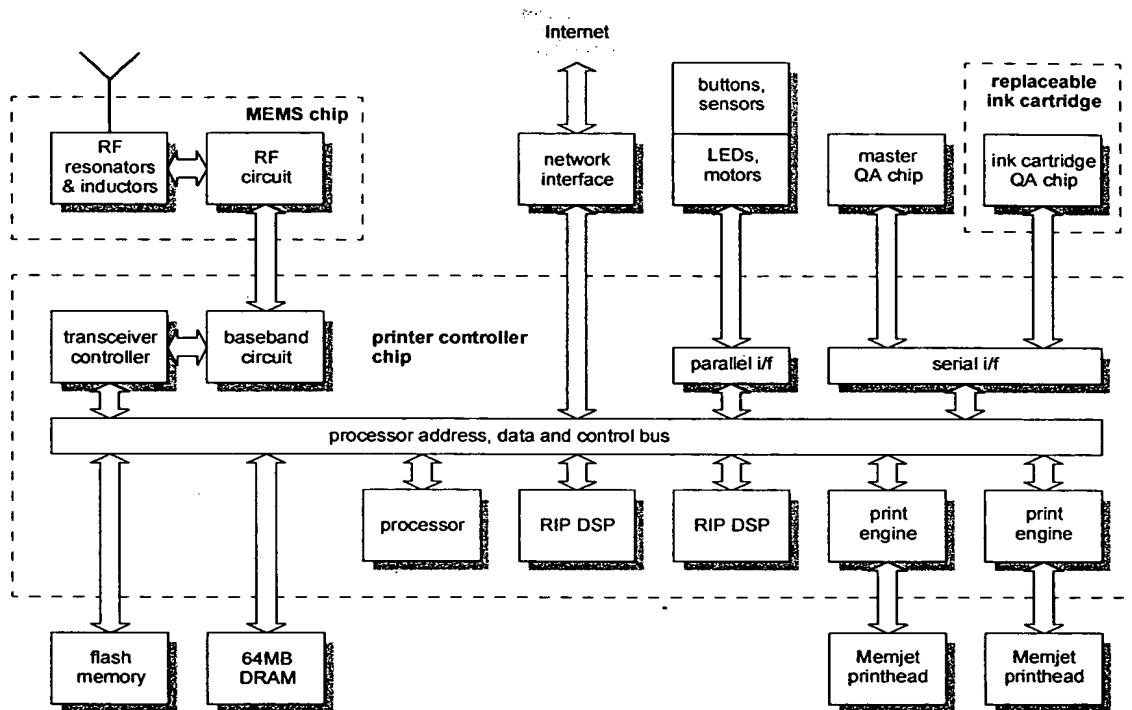 Internet
MEMS chip
RF
resonators
& inductors
RF
circuit
network
interface
buttons,
sensors
LEDs,
motors
master
QA chip
replaceable
ink cartridge
ink cartridge
QA chip
transceiver
controller
baseband
circuit
printer controller
chip
parallel i/f
serial i/f
processor address, data and control bus
processor
RIP DSP
RIP DSP
print
engine
print
engine
flash
memory
64MB
DRAM
Memjet
printhead
Memjet
printhead